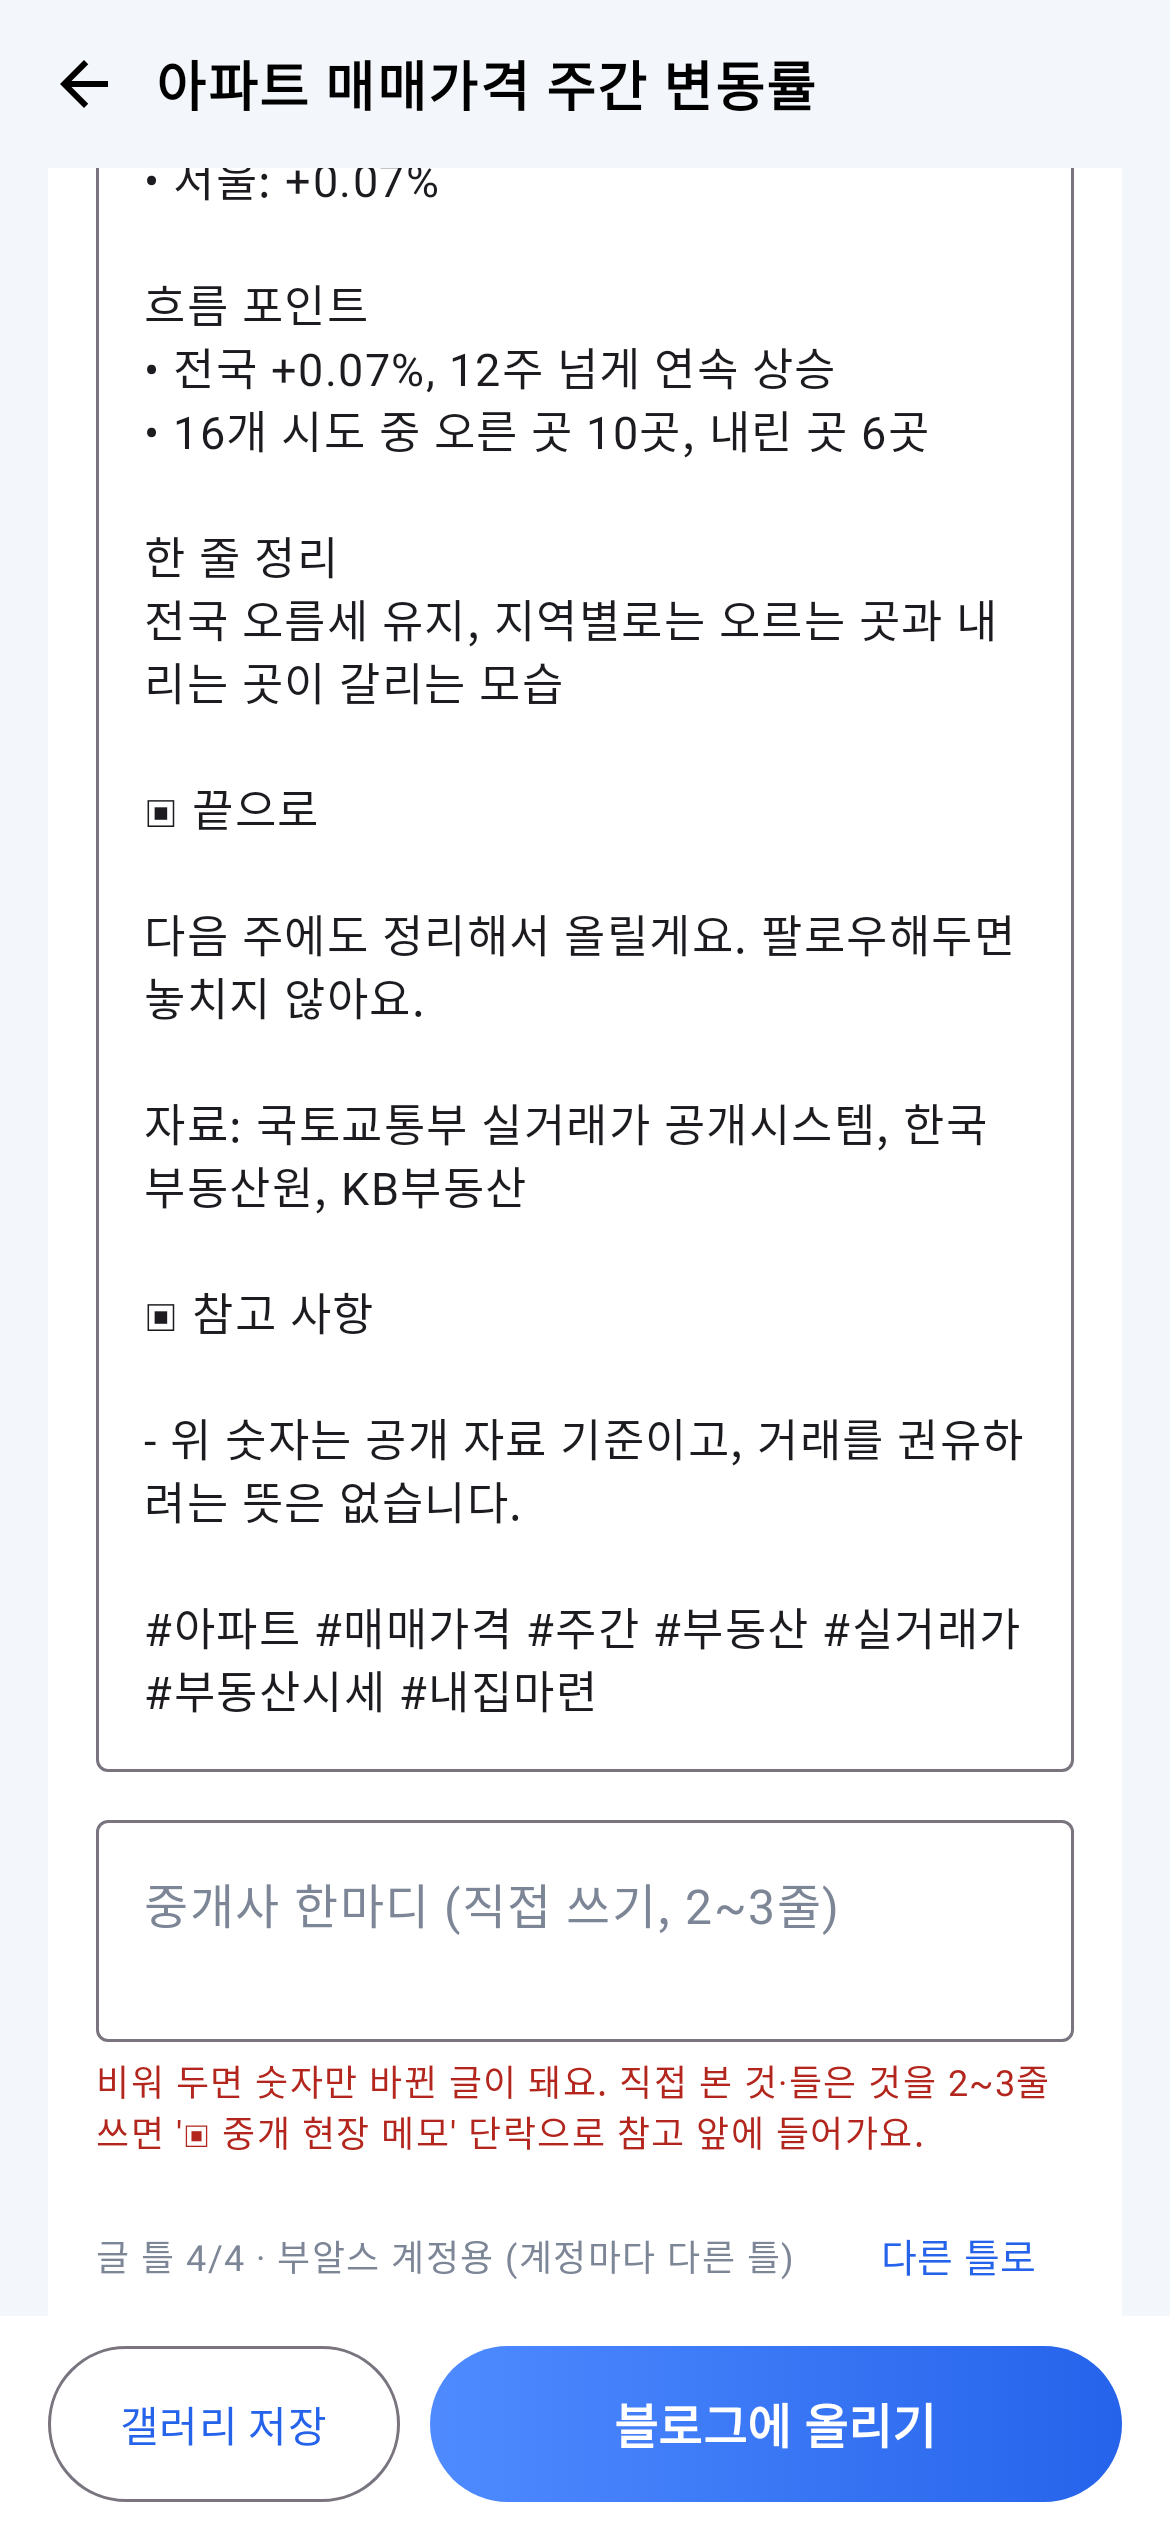 아파트 매매가격 주간 변동률
• 서울: +0.07%
흐름 포인트
• 전국 +0.07%, 12주 넘게 연속 상승
• 16개 시도 중 오른 곳 10곳, 내린 곳 6곳
한 줄 정리
전국 오름세 유지, 지역별로는 오르는 곳과 내
리는 곳이 갈리는 모습
▣ 끝으로
다음 주에도 정리해서 올릴게요. 팔로우해두면
놓치지 않아요.
자료: 국토교통부 실거래가 공개시스템, 한국
부동산원, KB부동산
▣ 참고 사항
- 위 숫자는 공개 자료 기준이고, 거래를 권유하
려는 뜻은 없습니다.
#아파트 #매매가격 #주간 #부동산 #실거래가
#부동산시세 #내집마련
중개사 한마디 (직접 쓰기, 2~3줄)
비워 두면 숫자만 바뀐 글이 돼요. 직접 본 것·들은 것을 2~3줄
쓰면 '▣ 중개 현장 메모' 단락으로 참고 앞에 들어가요.
글 틀 4/4 · 부알스 계정용 (계정마다 다른 틀) 다른 틀로
갤러리 저장 블로그에 올리기